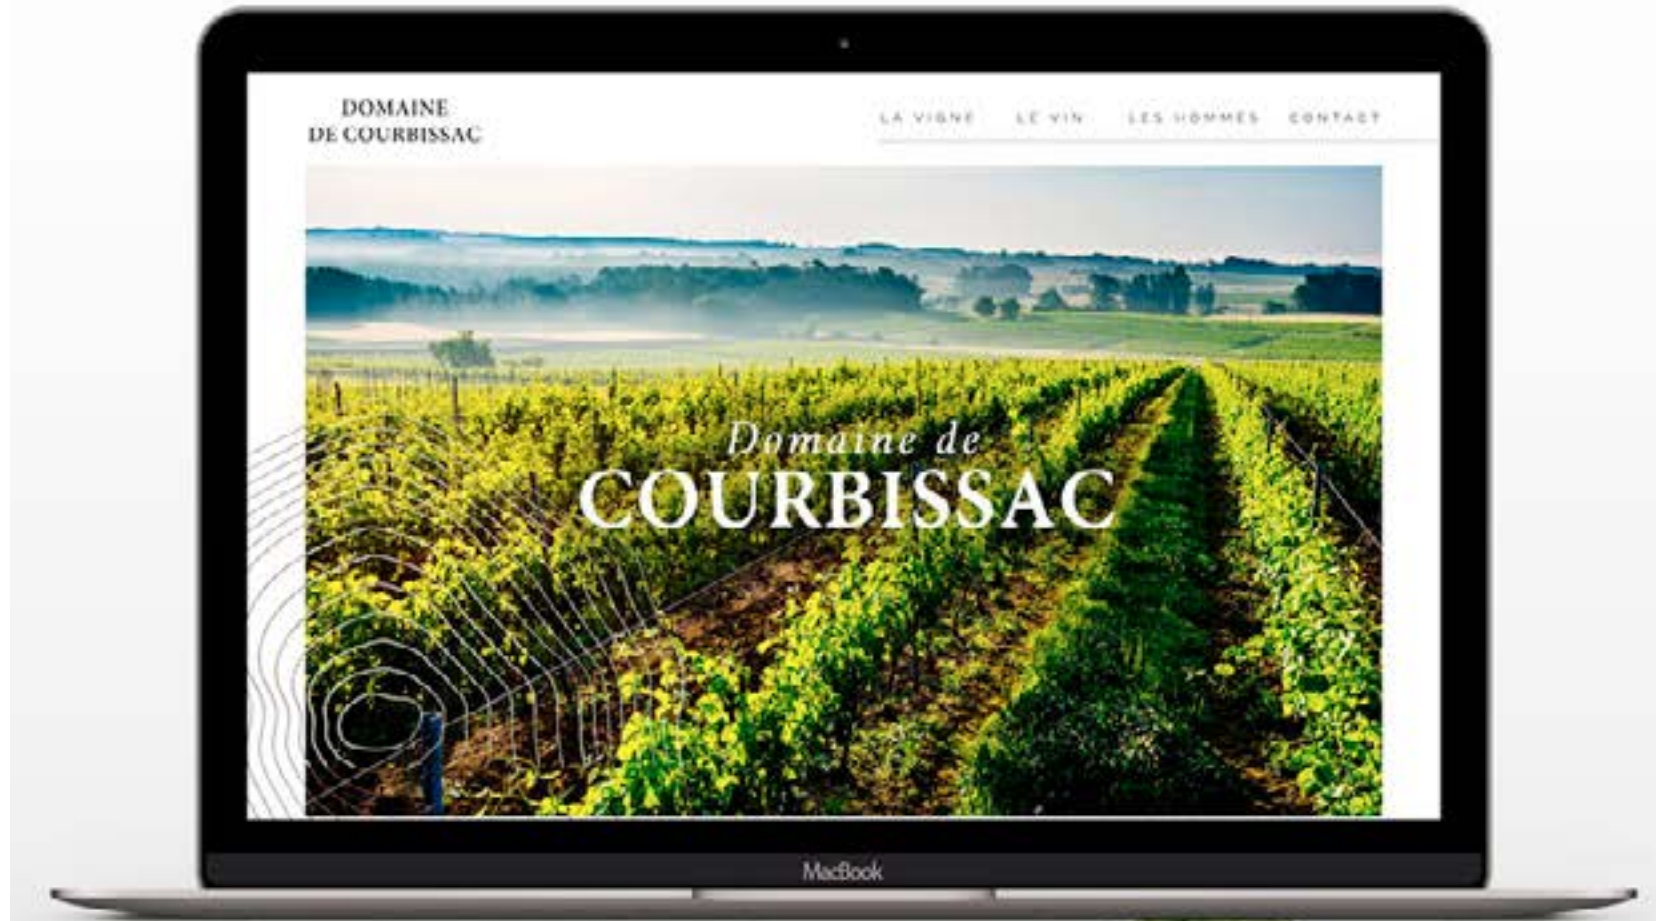 DOMAINE
DE COURBISSAC
LA VIGNE LE VIN LES HOMMES CONTACT
Domaine de
COURBISSAC
MacBook